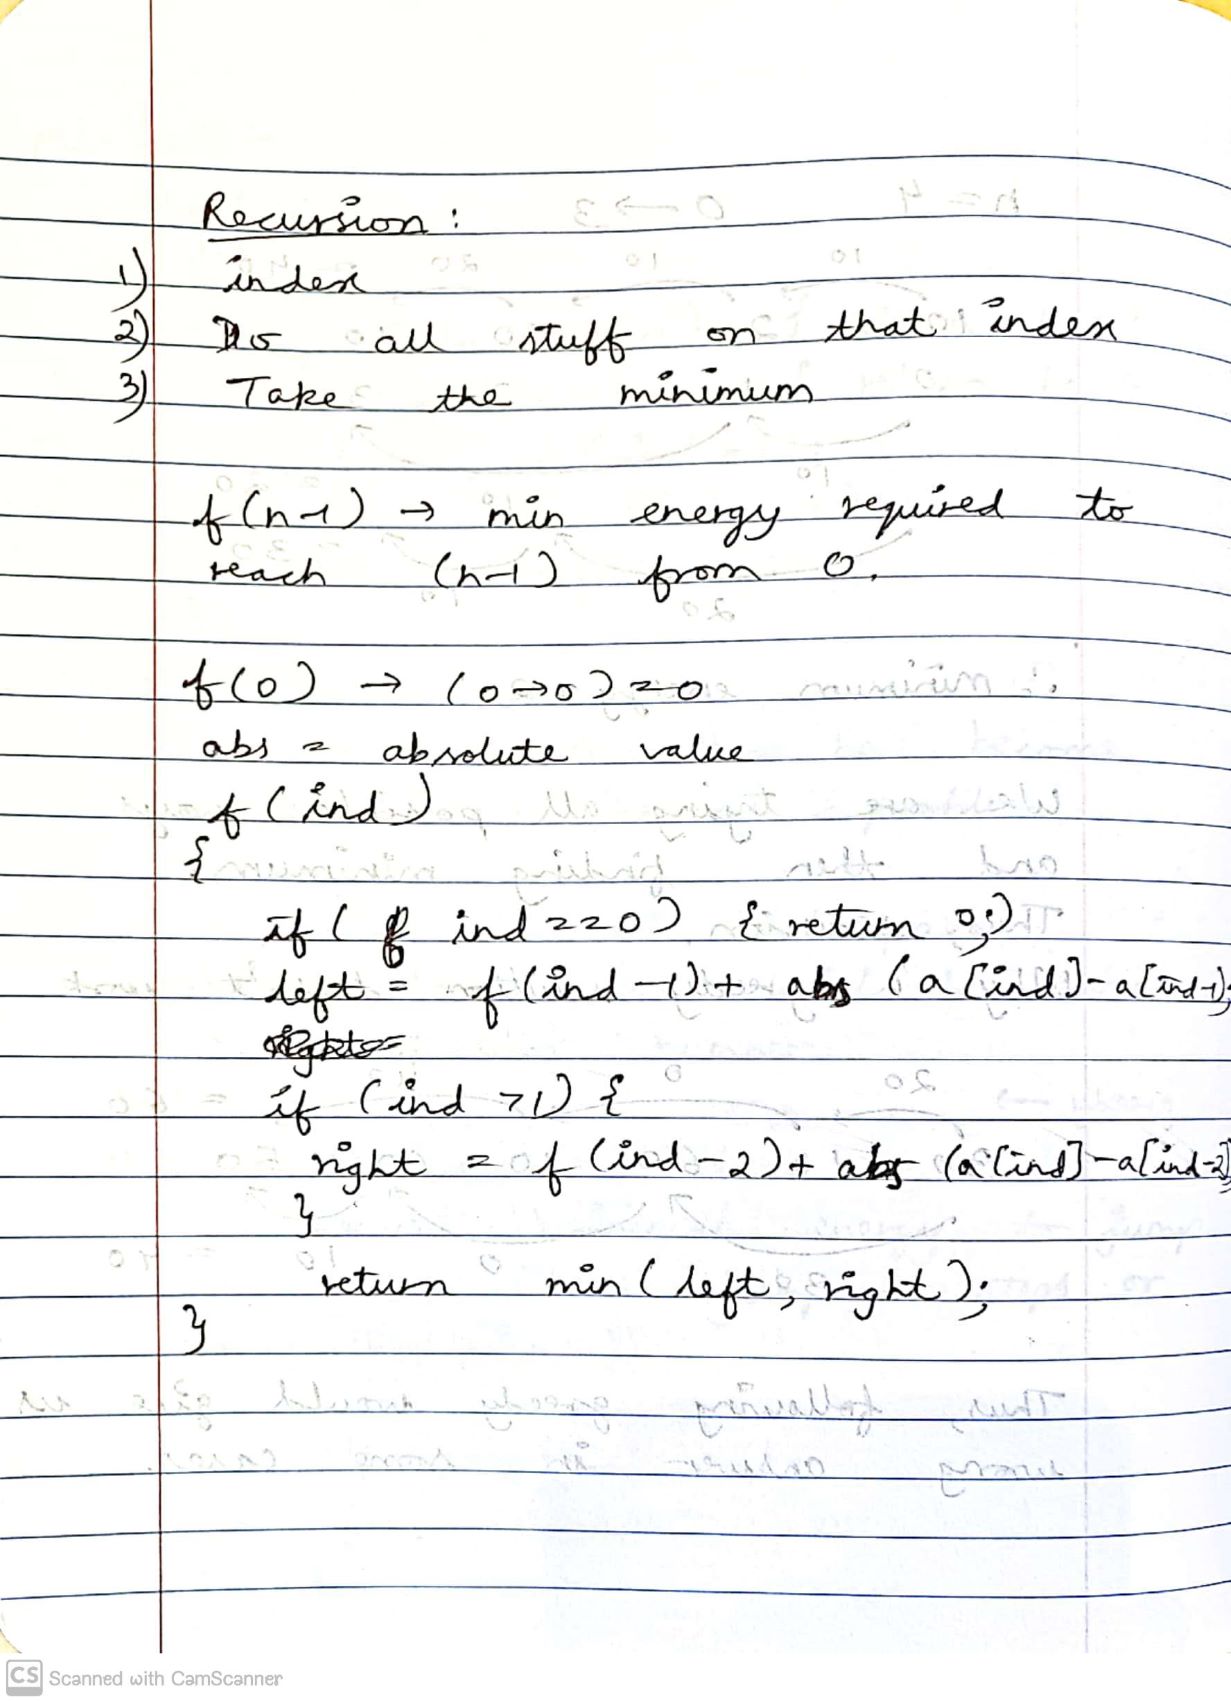 Recursion :
1) index
2) Do all stuff on that index
3) Take the minimum
f(n-1) → min energy required to
reach (n-1) from 0.
f(0) → (0→0) = 0
abs = absolute value
f(ind)
{
if ( ind == 0) { return 0;}
left = f(ind-1) + abs (a[ind]-a[ind-1];
if (ind >1) {
right = f(ind-2) + abs (a[ind]-a[ind-2];
}
return min(left, right);
}
CS Scanned with CamScanner